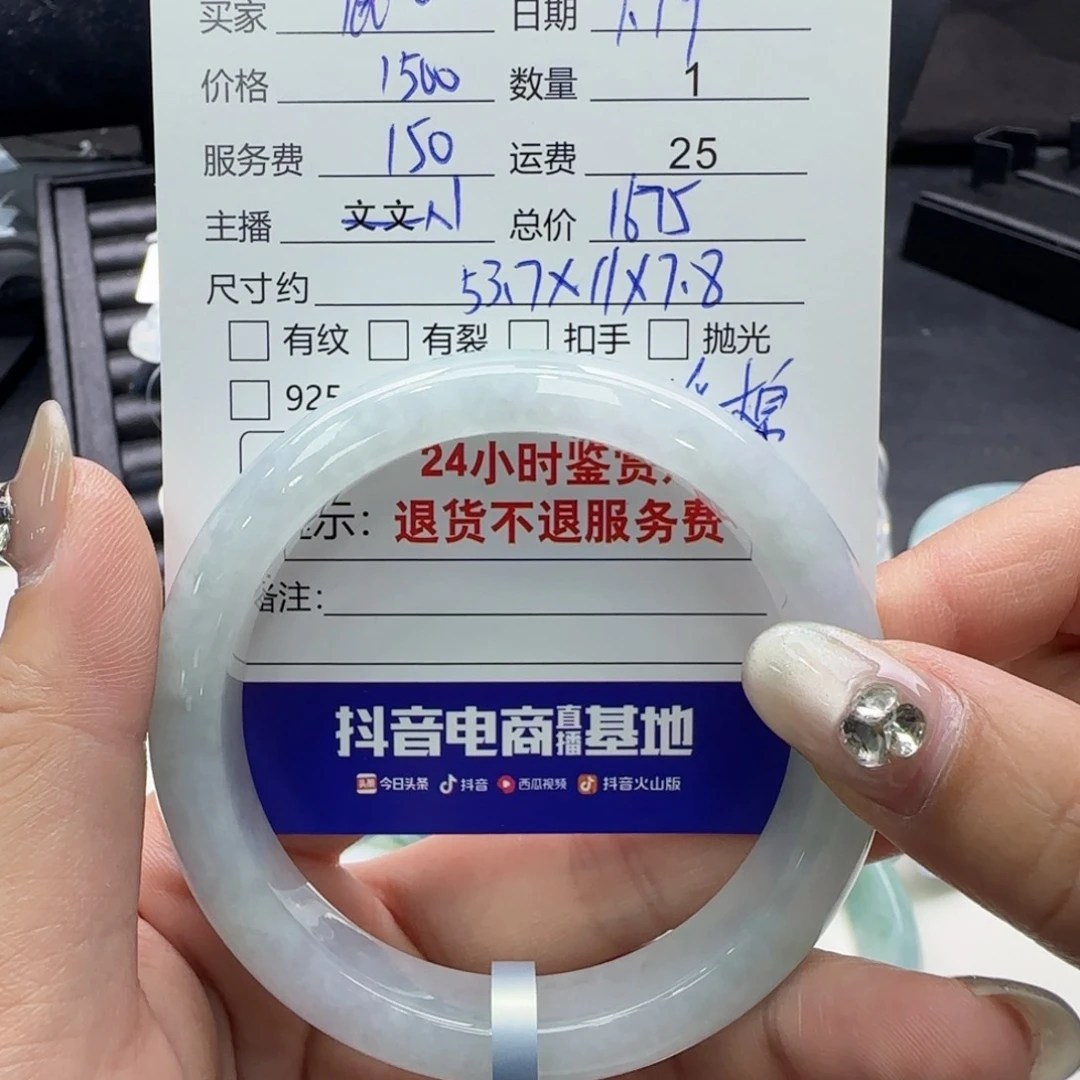 买家 日期
价格 1500 数量 1
服务费 150 运费 25
主播 文文 总价 1675
尺寸约 53.7×11×7.8
有纹 有裂 扣手 抛光
925
24小时鉴赏
示：退货不退服务费
备注：
抖音电商直播基地
头条 今日头条 抖音 西瓜视频 抖音火山版